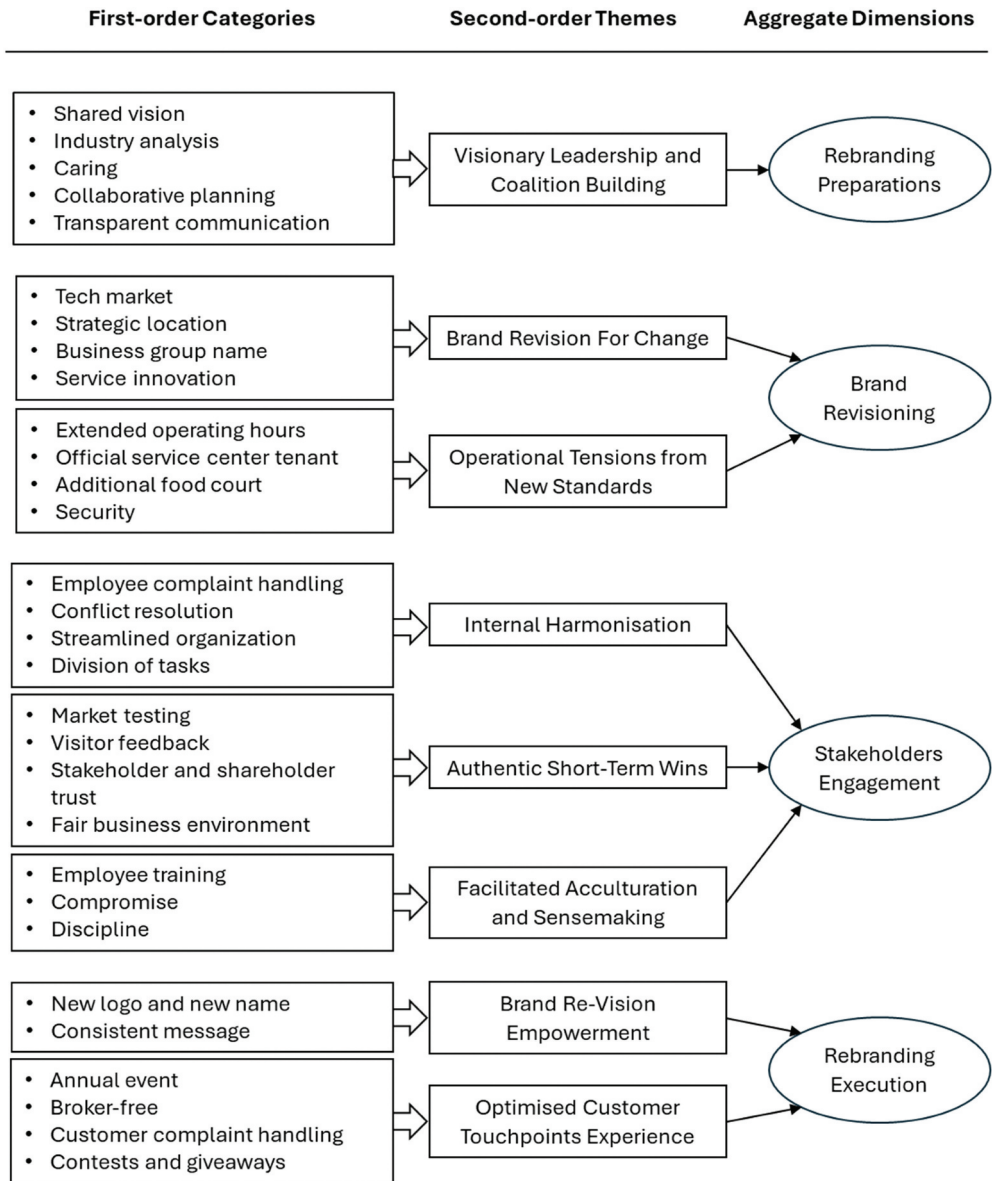 First-order Categories
Second-order Themes
Aggregate Dimensions
• Shared vision
• Industry analysis
• Caring
• Collaborative planning
• Transparent communication
Visionary Leadership and
Coalition Building
Rebranding
Preparations
• Tech market
• Strategic location
• Business group name
• Service innovation
Brand Revision For Change
• Extended operating hours
• Official service center tenant
• Additional food court
• Security
Operational Tensions from
New Standards
Brand
Revisioning
• Employee complaint handling
• Conflict resolution
• Streamlined organization
• Division of tasks
Internal Harmonisation
• Market testing
• Visitor feedback
• Stakeholder and shareholder
trust
• Fair business environment
Authentic Short-Term Wins
• Employee training
• Compromise
• Discipline
Facilitated Acculturation
and Sensemaking
Stakeholders
Engagement
• New logo and new name
• Consistent message
Brand Re-Vision
Empowerment
• Annual event
• Broker-free
• Customer complaint handling
• Contests and giveaways
Optimised Customer
Touchpoints Experience
Rebranding
Execution